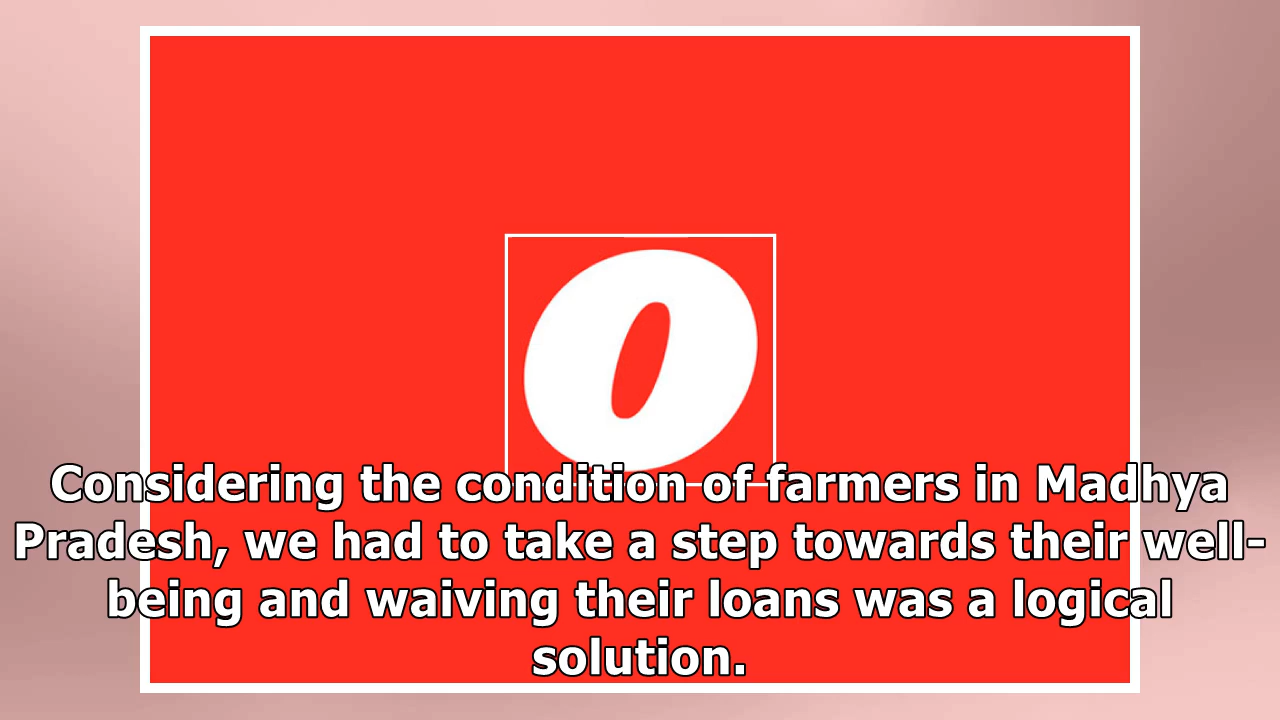 O
Considering the condition of farmers in Madhya
Pradesh, we had to take a step towards their well-
being and waiving their loans was a logical
solution.